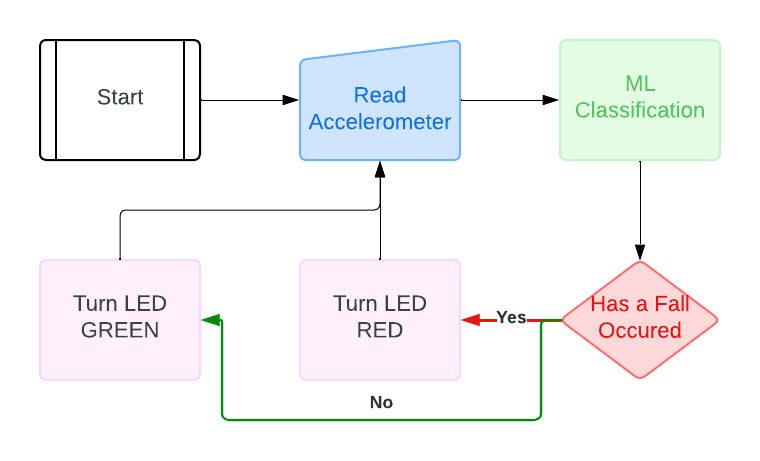 Start
Read
Accelerometer
ML
Classification
Turn LED
GREEN
Turn LED
RED
Yes
Has a Fall
Occured
No